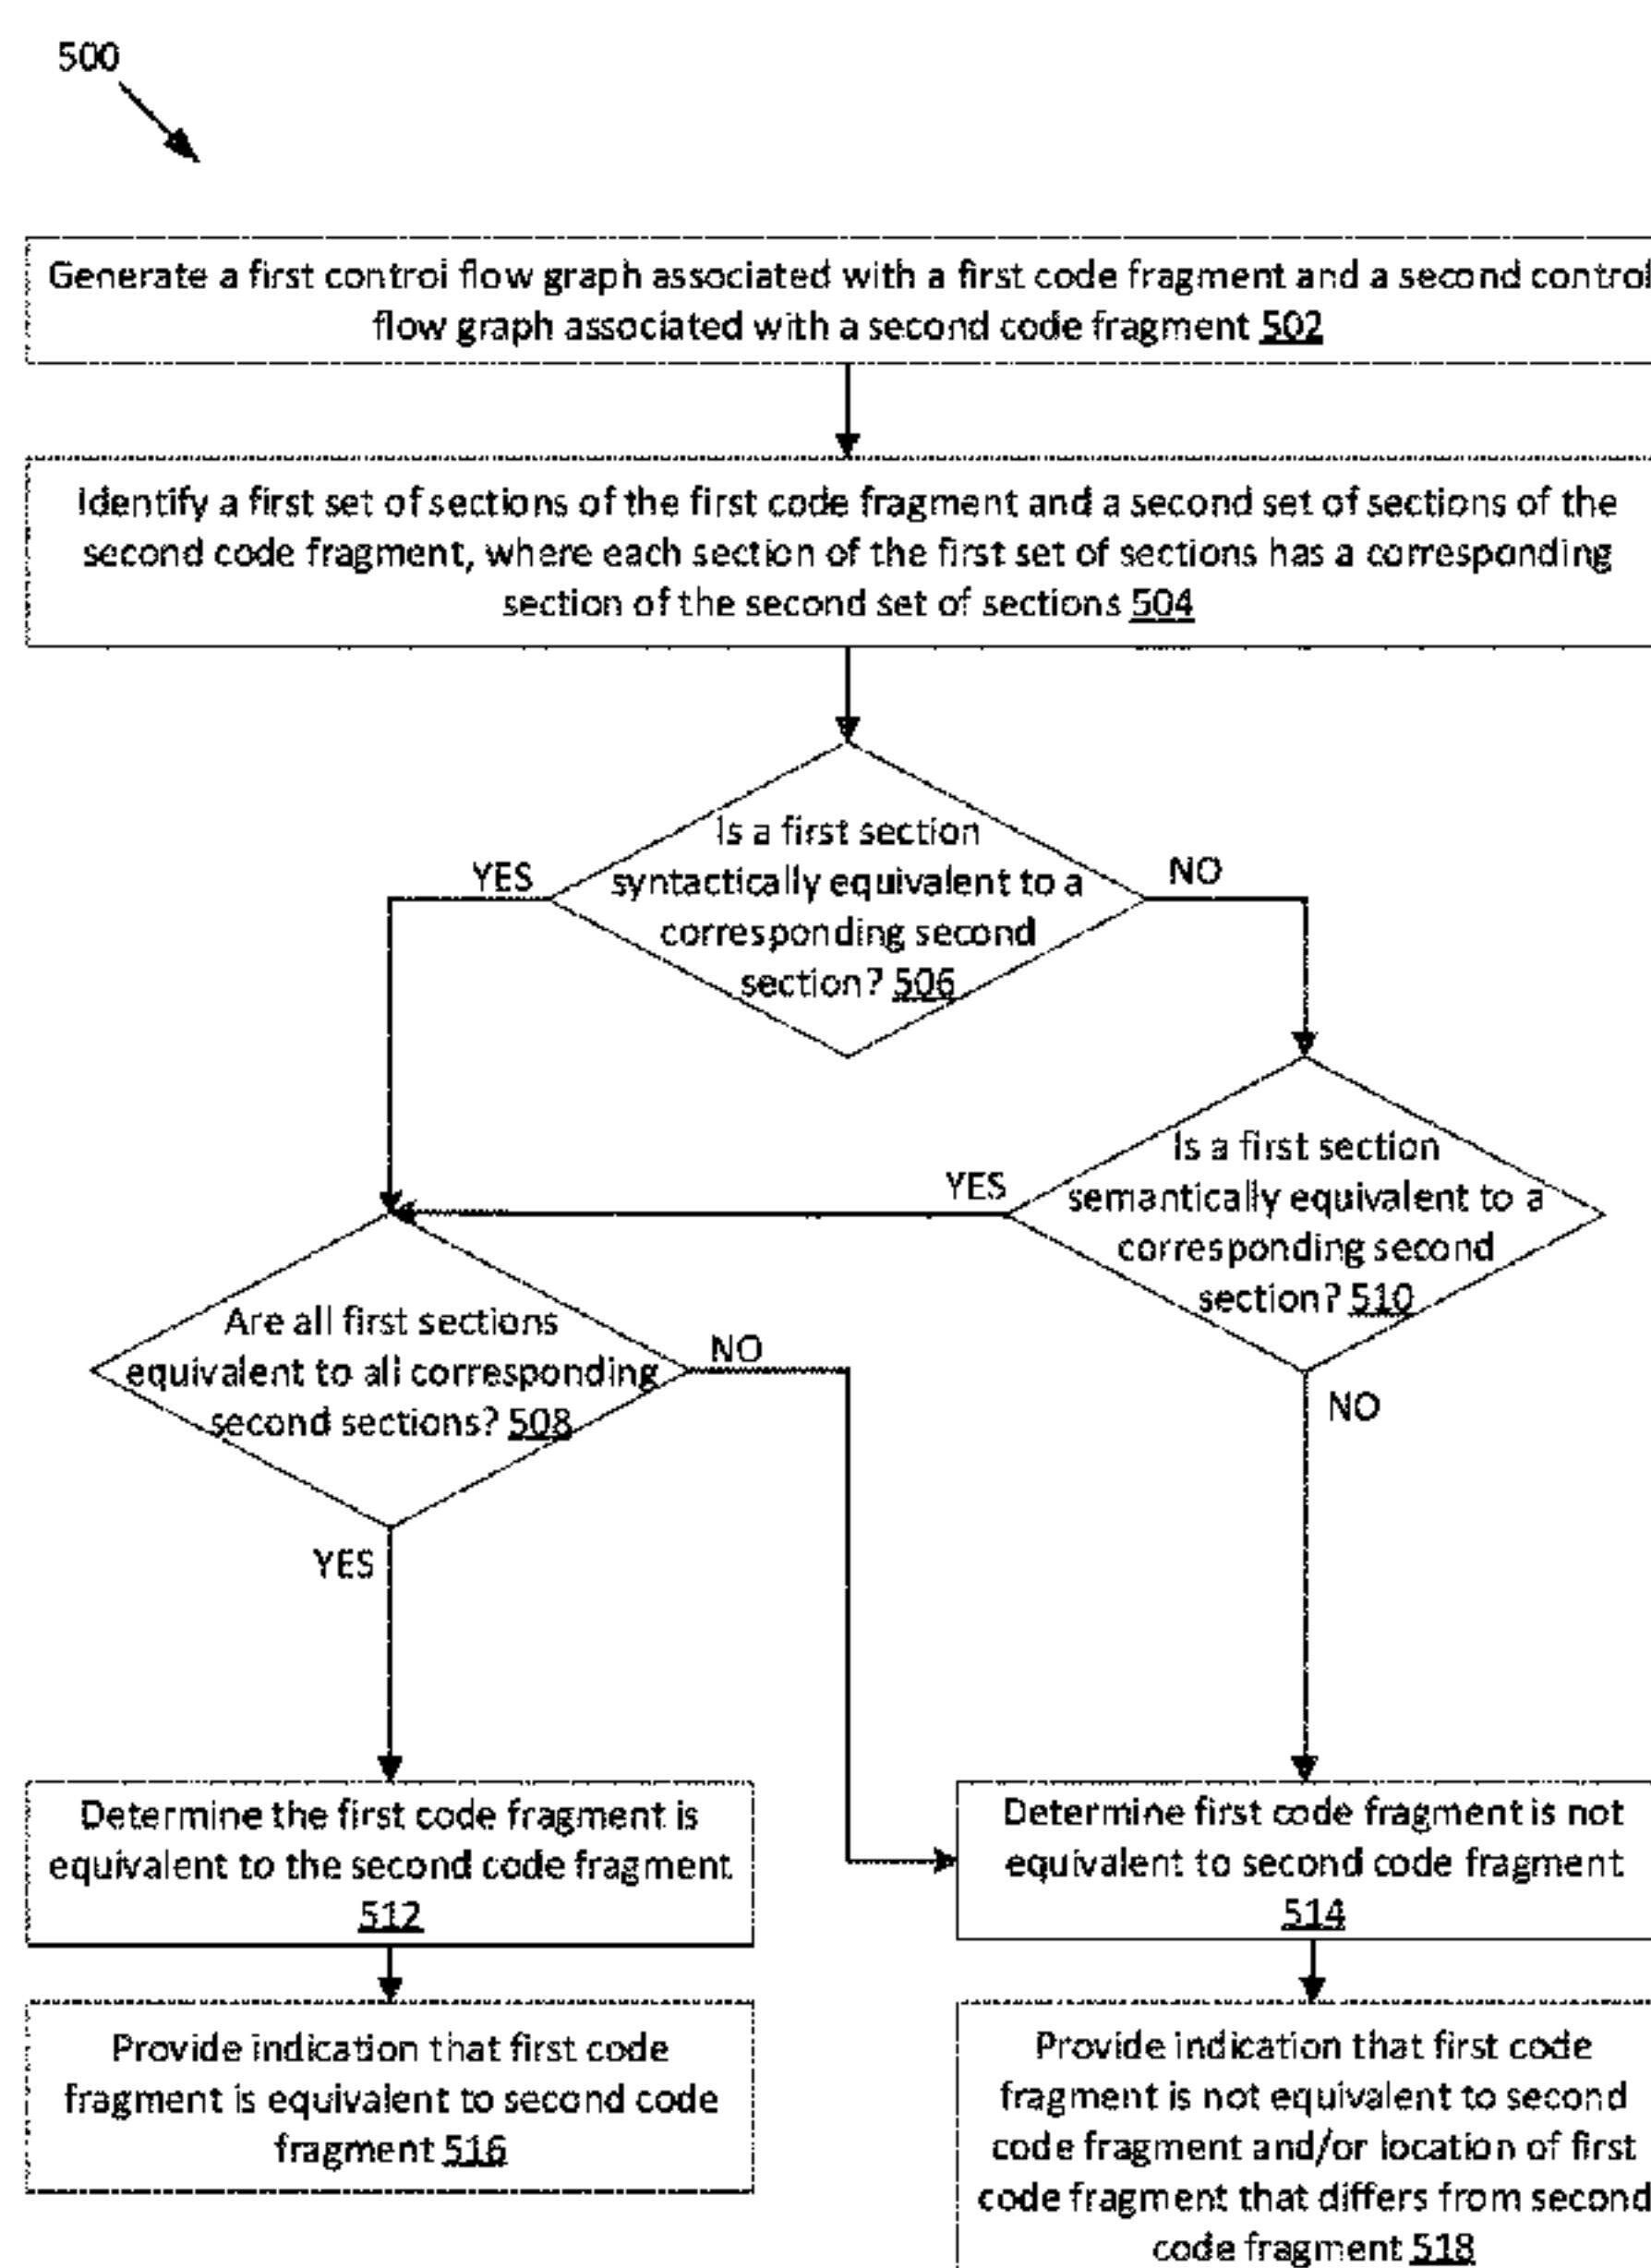 500
Generate a first control flow graph associated with a first code fragment and a second control
flow graph associated with a second code fragment 502
Identify a first set of sections of the first code fragment and a second set of sections of the
second code fragment, where each section of the first set of sections has a corresponding
section of the second set of sections 504
Is a first section
syntactically equivalent to a
corresponding second
section? 506
YES
NO
Is a first section
semantically equivalent to a
corresponding second
section? 510
YES
NO
Are all first sections
equivalent to all corresponding
second sections? 508
NO
YES
Determine the first code fragment is
equivalent to the second code fragment
512
Determine first code fragment is not
equivalent to second code fragment
514
Provide indication that first code
fragment is equivalent to second code
fragment 516
Provide indication that first code
fragment is not equivalent to second
code fragment and/or location of first
code fragment that differs from second
code fragment 518